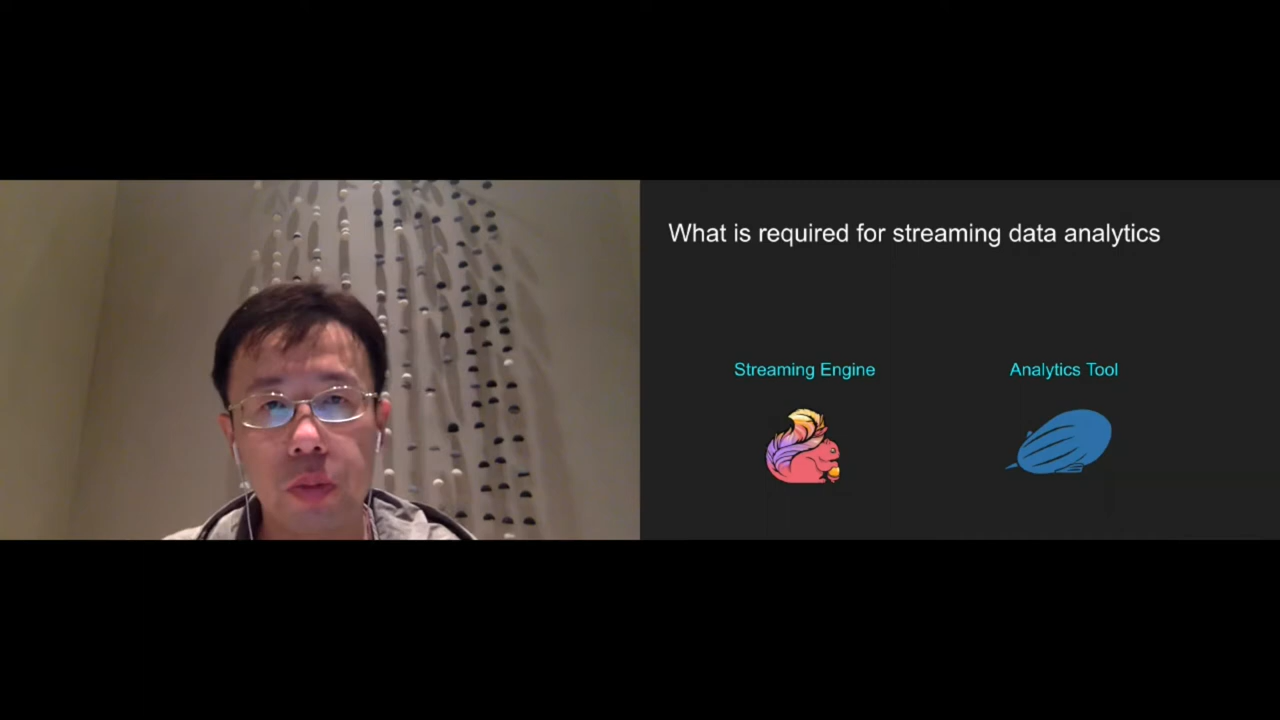 What is required for streaming data analytics
Streaming Engine
Analytics Tool